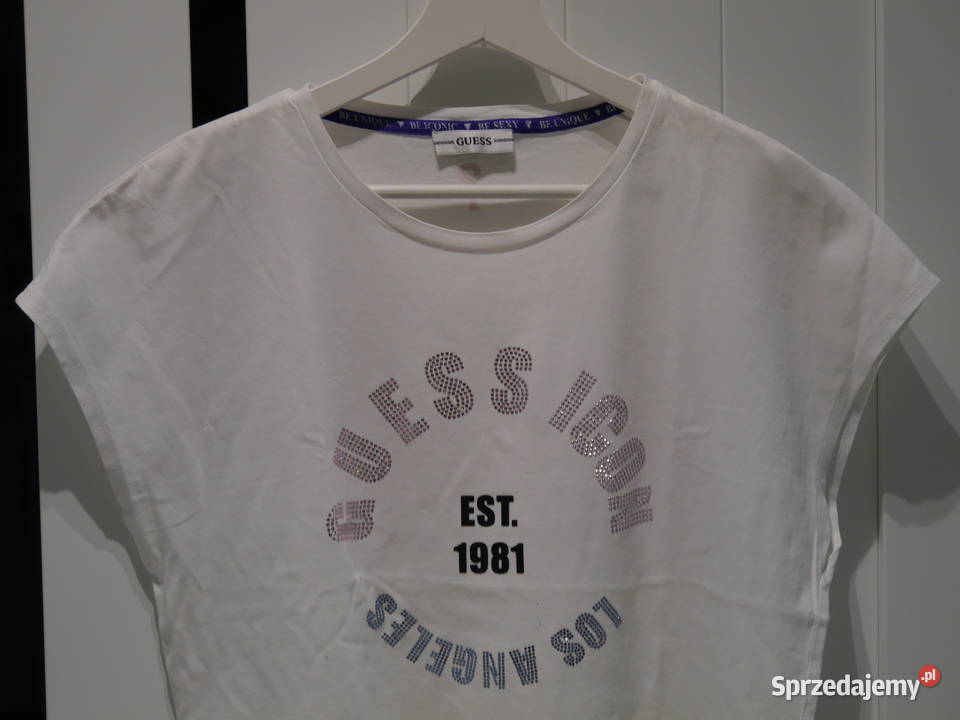 BE UNIQUE ▼ BE ICONIC ▼ BE SEXY ▼ BE UNIQUE ▼
GUESS
GUESS ICON
EST.
1981
LOS ANGELES
Sprzedajemy.pl